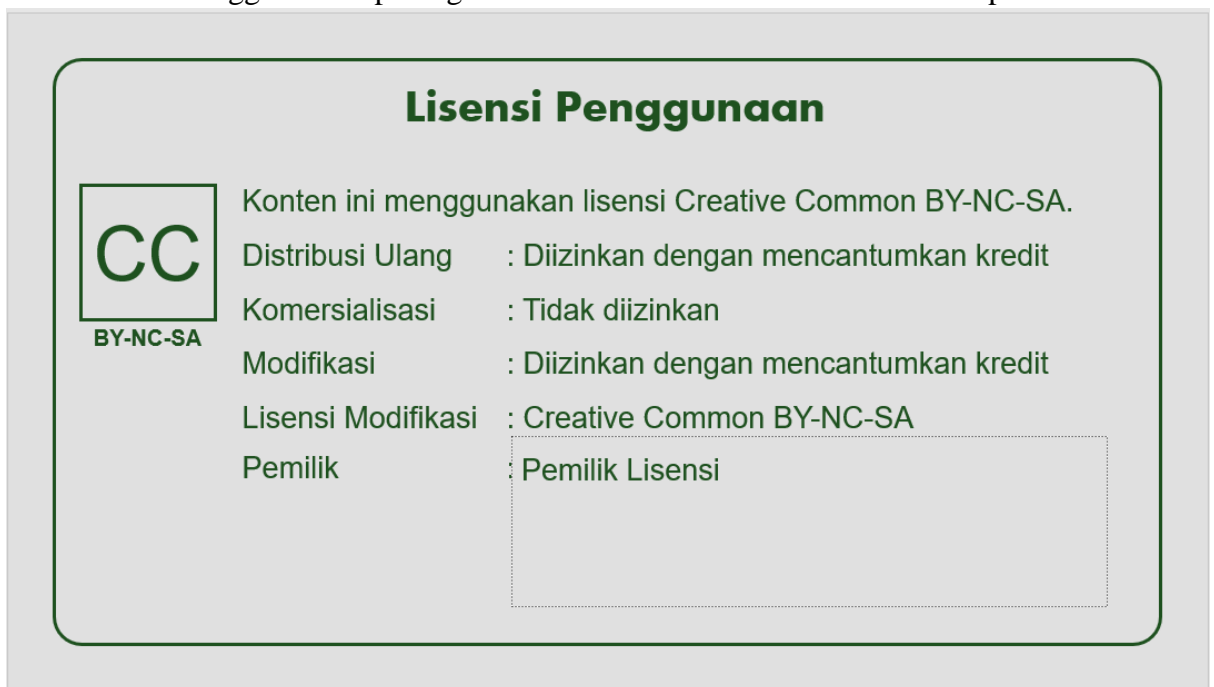 Lisensi Penggunaan
CC
BY-NC-SA
Konten ini menggunakan lisensi Creative Common BY-NC-SA.
Distribusi Ulang : Diizinkan dengan mencantumkan kredit
Komersialisasi : Tidak diizinkan
Modifikasi : Diizinkan dengan mencantumkan kredit
Lisensi Modifikasi : Creative Common BY-NC-SA
Pemilik : Pemilik Lisensi